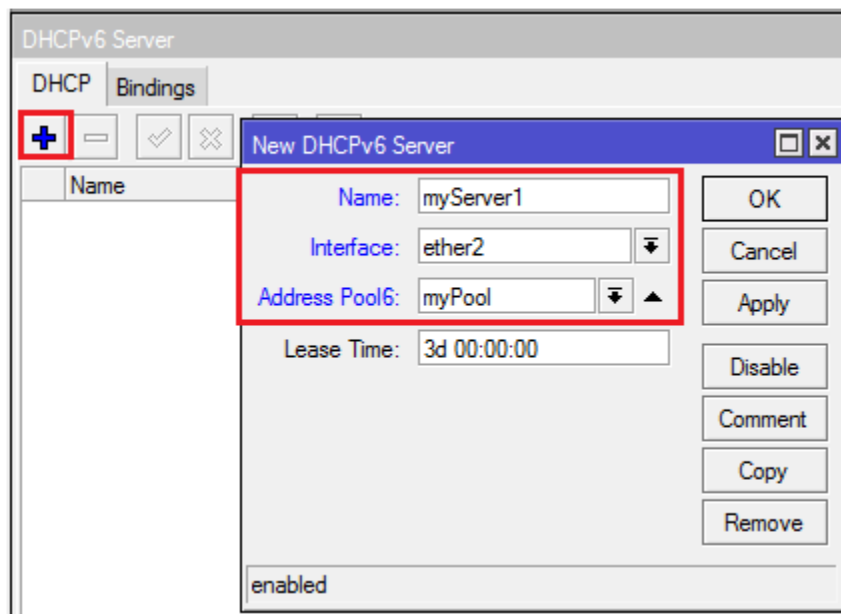 DHCPv6 Server
DHCP
Bindings
Name
New DHCPv6 Server
Name: myServer1
Interface: ether2
Address Pool6: myPool
Lease Time: 3d 00:00:00
OK
Cancel
Apply
Disable
Comment
Copy
Remove
enabled